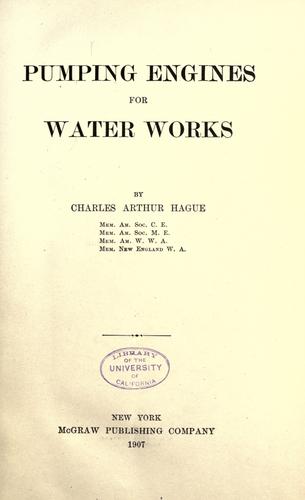 PUMPING ENGINES
FOR
WATER WORKS
BY
CHARLES ARTHUR HAGUE
MEM. AM. SOC. C. E.
MEM. AM. SOC. M. E.
MEM. AM. W. W. A.
MEM. NEW ENGLAND W. A.
LIBRARY
OF THE
UNIVERSITY
OF
CALIFORNIA
NEW YORK
McGRAW PUBLISHING COMPANY
1907